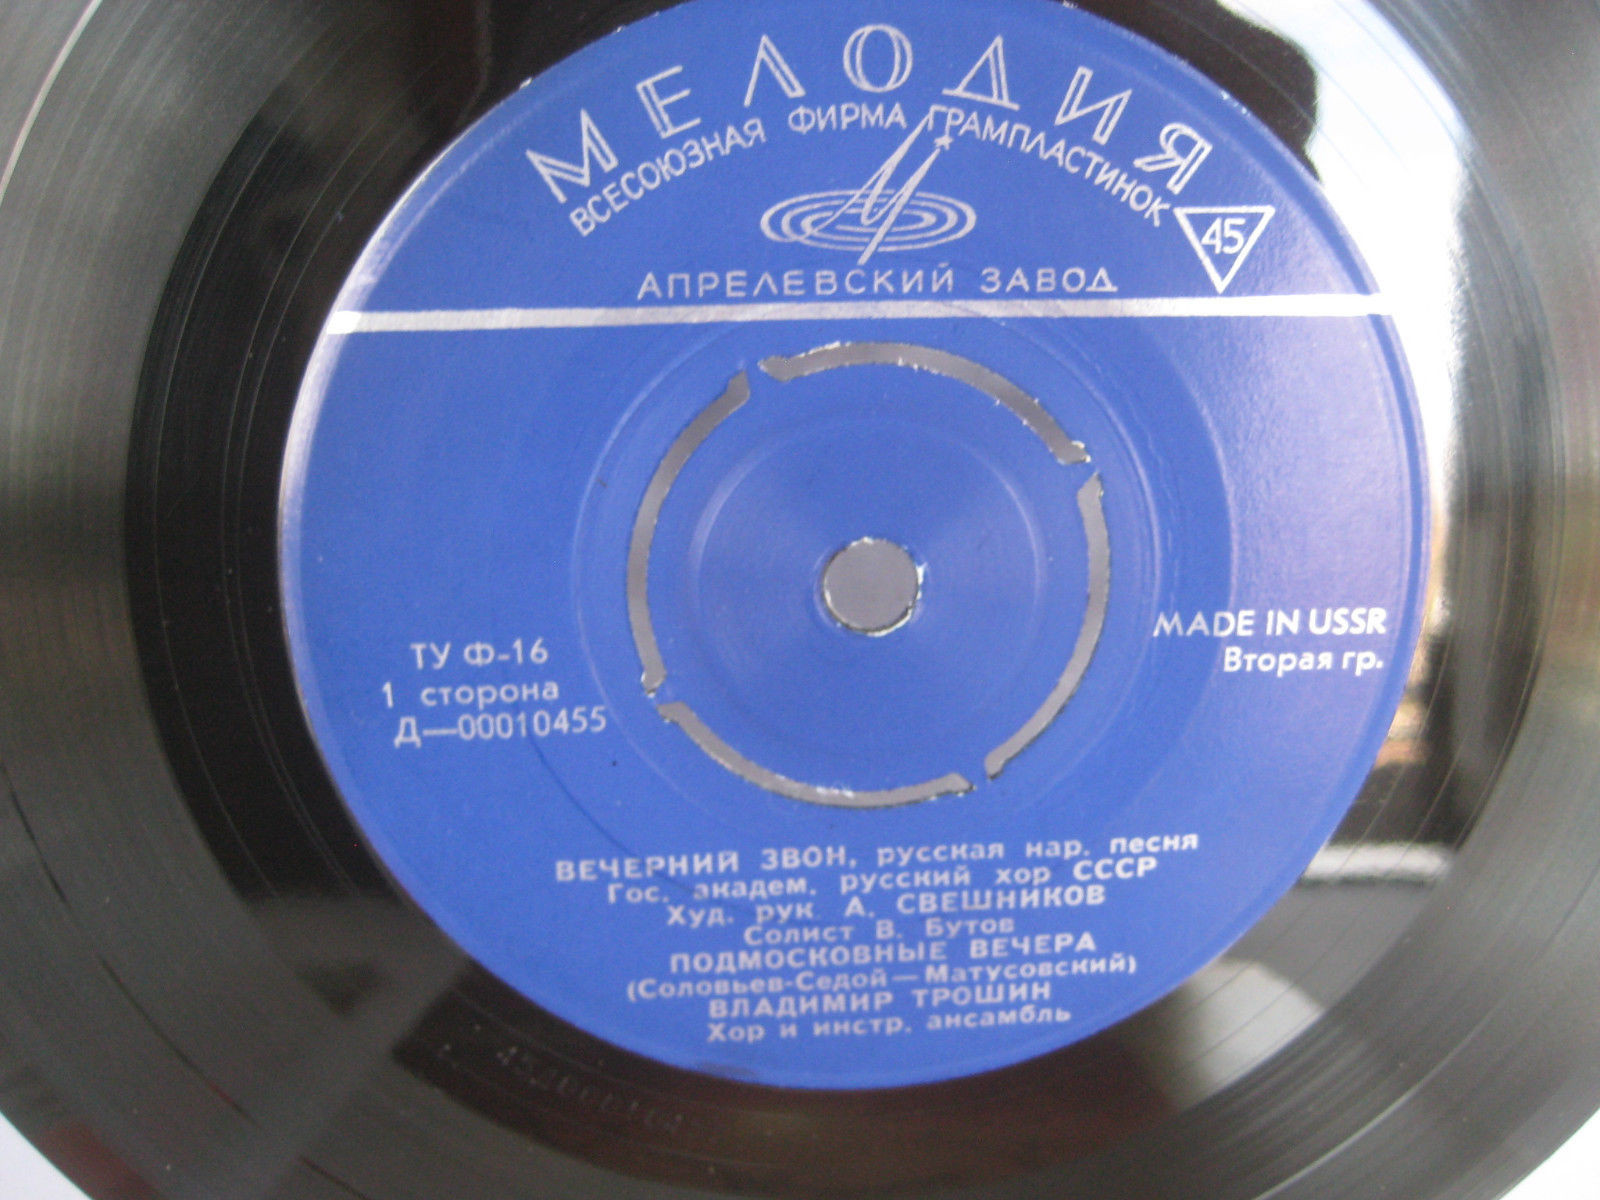 МЕЛОДИЯ
ВСЕСОЮЗНАЯ ФИРМА ГРАМПЛАСТИНОК
45
АПРЕЛЕВСКИЙ ЗАВОД
MADE IN USSR
Вторая гр.
ТУ Ф-16
1 сторона
Д—00010455
ВЕЧЕРНИЙ ЗВОН, русская нар. песня
Гос. академ. русский хор СССР
Худ. рук А. СВЕШНИКОВ
Солист В. Бутов
ПОДМОСКОВНЫЕ ВЕЧЕРА
(Соловьев-Седой—Матусовский)
ВЛАДИМИР ТРОШИН
Хор и инстр. ансамбль